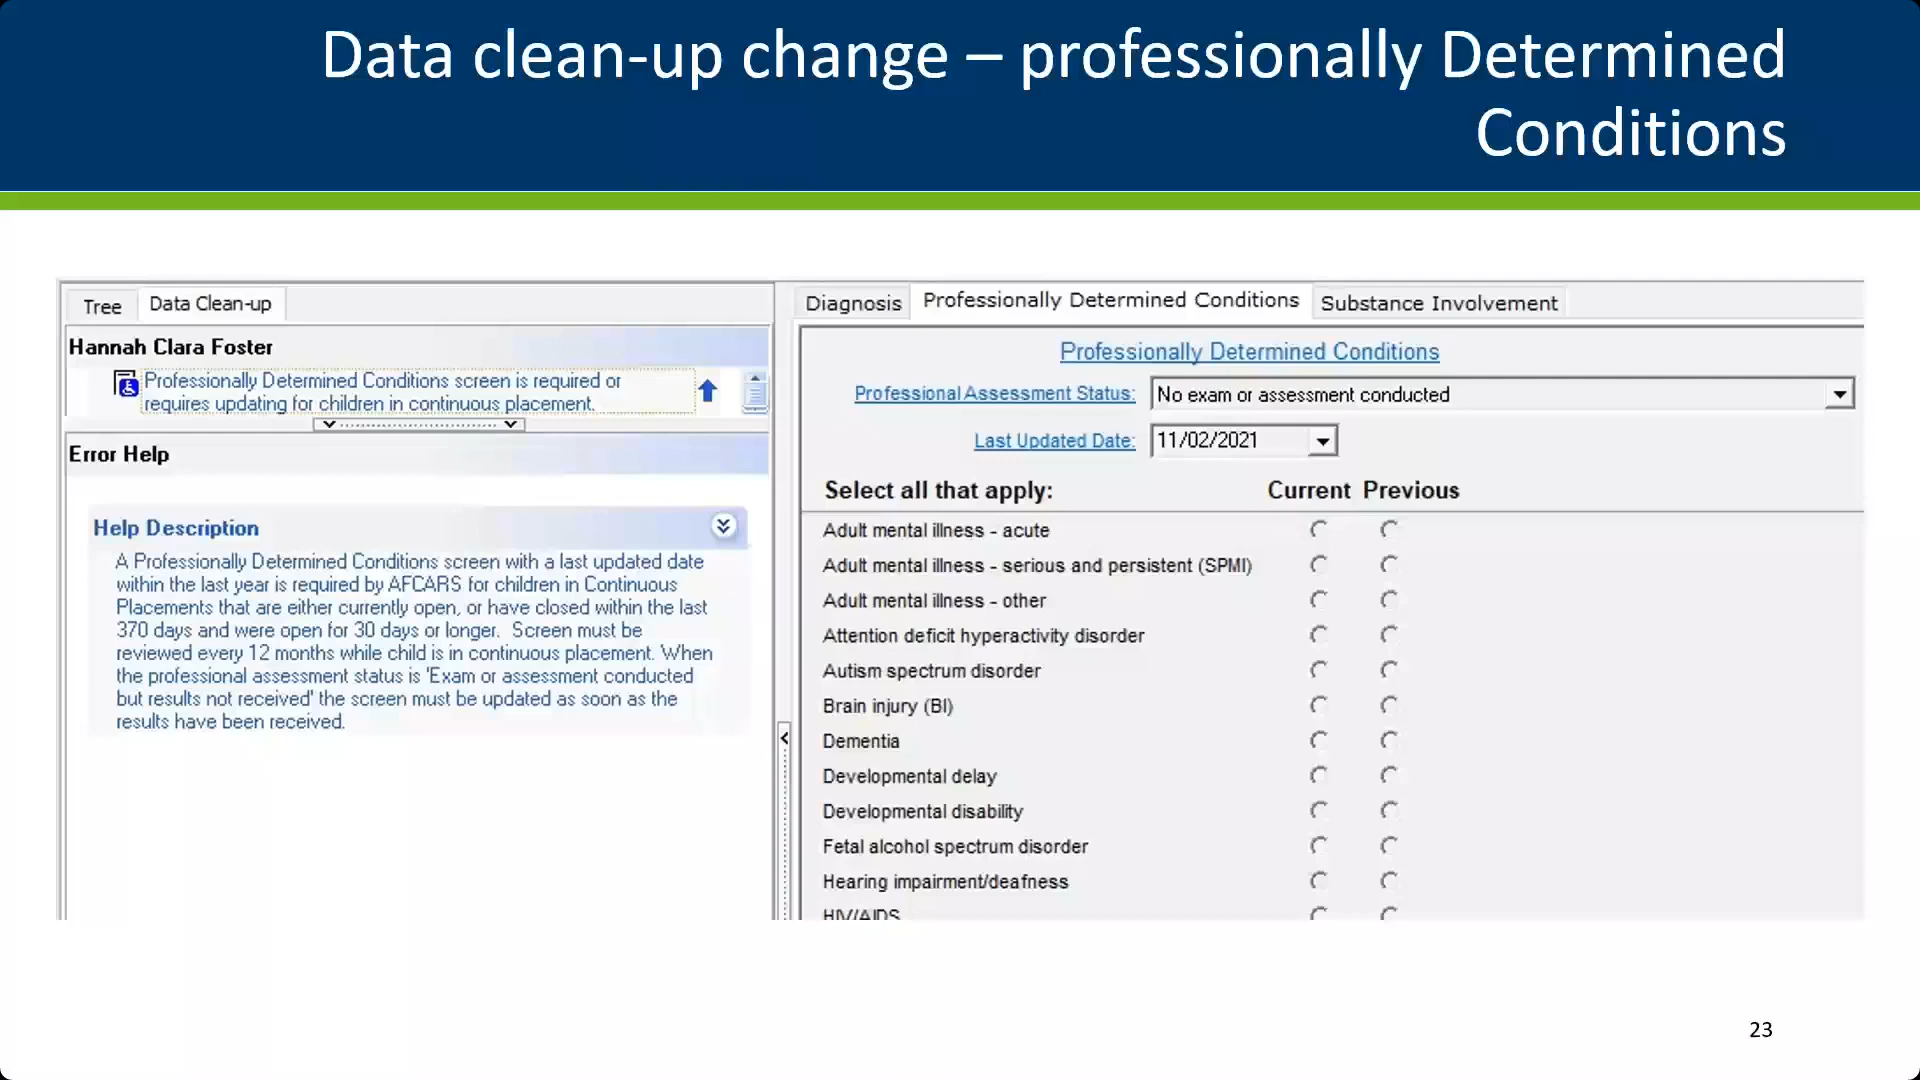 Data clean-up change – professionally Determined
Conditions
Tree
Data Clean-up
Hannah Clara Foster
Professionally Determined Conditions screen is required or
requires updating for children in continuous placement.
Error Help
Help Description
A Professionally Determined Conditions screen with a last updated date
within the last year is required by AFCARS for children in Continuous
Placements that are either currently open, or have closed within the last
370 days and were open for 30 days or longer.  Screen must be
reviewed every 12 months while child is in continuous placement. When
the professional assessment status is 'Exam or assessment conducted
but results not received' the screen must be updated as soon as the
results have been received.
Diagnosis
Professionally Determined Conditions
Substance Involvement
Professionally Determined Conditions
Professional Assessment Status: No exam or assessment conducted
Last Updated Date: 11/02/2021
Select all that apply: Current Previous
Adult mental illness - acute
Adult mental illness - serious and persistent (SPMI)
Adult mental illness - other
Attention deficit hyperactivity disorder
Autism spectrum disorder
Brain injury (BI)
Dementia
Developmental delay
Developmental disability
Fetal alcohol spectrum disorder
Hearing impairment/deafness
HIV/AIDS
23